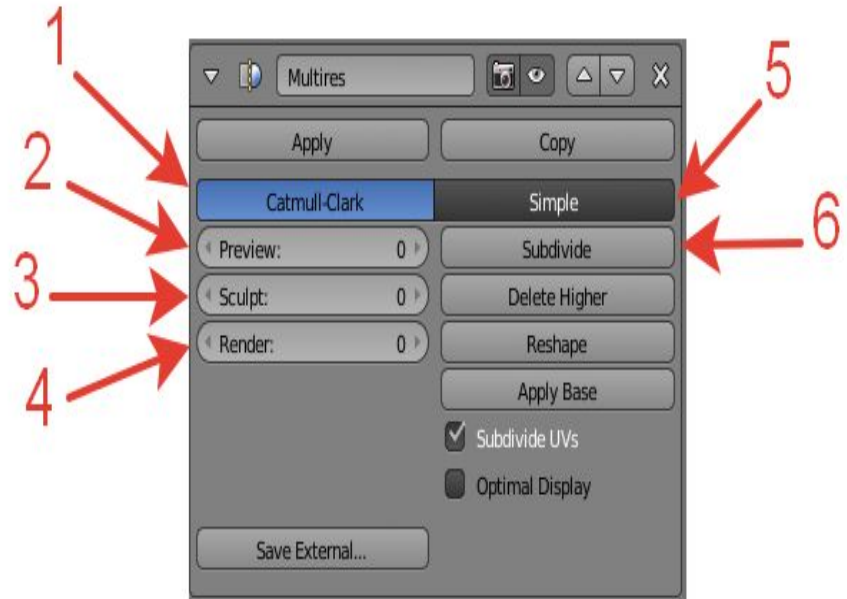 1
Multires
5
Apply Copy
2
Catmull-Clark Simple
6
Preview: 0 Subdivide
3
Sculpt: 0 Delete Higher
Render: 0 Reshape
4
Apply Base
Subdivide UVs
Optimal Display
Save External...